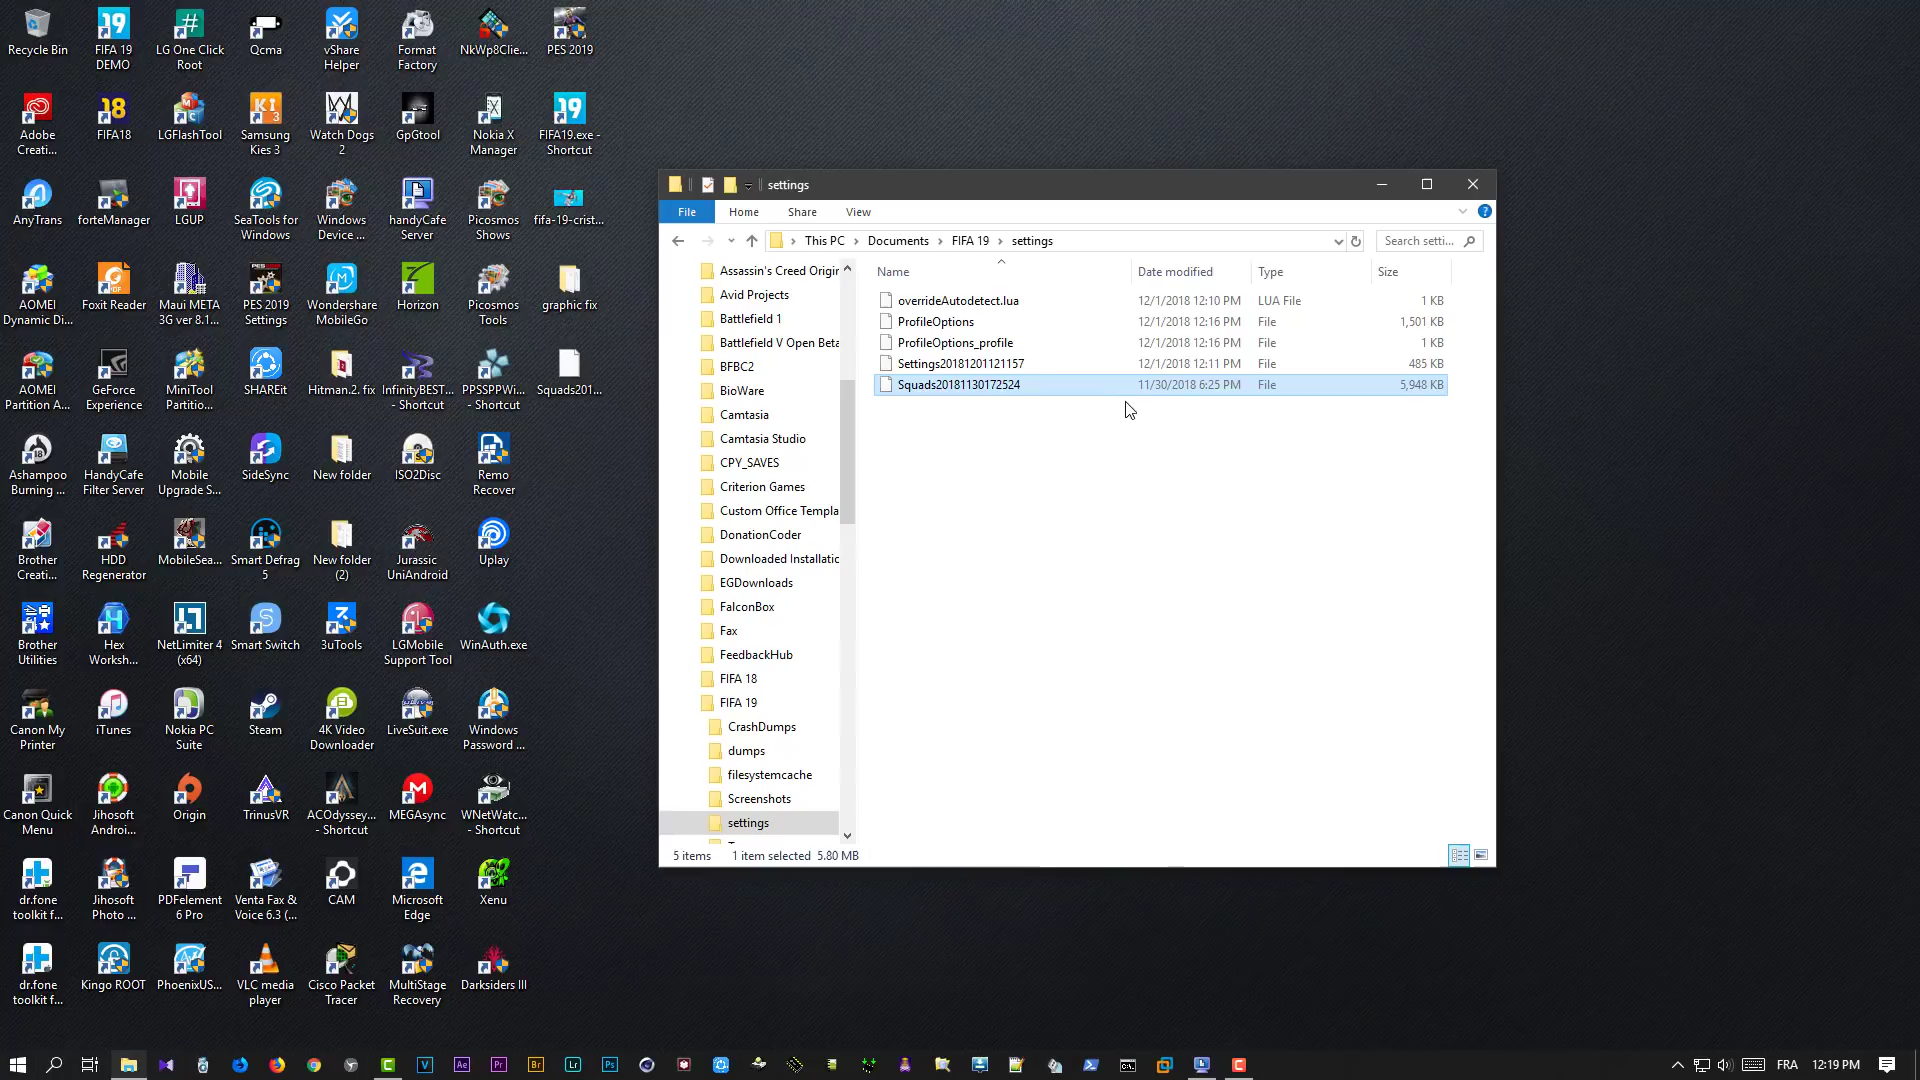 Recycle Bin
FIFA 19
DEMO
LG One Click
Root
Qcma
vShare
Helper
Format
Factory
NkWp8Clie...
PES 2019
Adobe
Creati...
FIFA18
LGFlashTool
Samsung
Kies 3
Watch Dogs
2
GpGtool
Nokia X
Manager
FIFA19.exe -
Shortcut
AnyTrans
forteManager
LGUP
SeaTools for
Windows
Windows
Device ...
handyCafe
Server
Picosmos
Shows
fifa-19-crist...
AOMEI
Dynamic Di...
Foxit Reader
Maui META
3G ver 8.1...
PES 2019
Settings
Wondershare
MobileGo
Horizon
Picosmos
Tools
graphic fix
AOMEI
Partition A...
GeForce
Experience
MiniTool
Partitio...
SHAREit
Hitman.2. fix
InfinityBEST...
- Shortcut
PPSSPPWi...
- Shortcut
Squads201...
Ashampoo
Burning ...
HandyCafe
Filter Server
Mobile
Upgrade S...
SideSync
New folder
ISO2Disc
Remo
Recover
Brother
Creati...
HDD
Regenerator
MobileSea...
Smart Defrag
5
New folder
(2)
Jurassic
UniAndroid
Uplay
Brother
Utilities
Hex
Worksh...
NetLimiter 4
(x64)
Smart Switch
3uTools
LGMobile
Support Tool
WinAuth.exe
Canon My
Printer
iTunes
Nokia PC
Suite
Steam
4K Video
Downloader
LiveSuit.exe
Windows
Password ...
Canon Quick
Menu
Jihosoft
Androi...
Origin
TrinusVR
ACOdyssey...
- Shortcut
MEGAsync
WNetWatc...
- Shortcut
dr.fone
toolkit f...
Jihosoft
Photo ...
PDFelement
6 Pro
Venta Fax &
Voice 6.3 (...
CAM
Microsoft
Edge
Xenu
dr.fone
toolkit f...
Kingo ROOT
PhoenixUS...
VLC media
player
Cisco Packet
Tracer
MultiStage
Recovery
Darksiders III
settings
File Home Share View
This PC Documents FIFA 19 settings
Search setti...
Assassin's Creed Origin
Avid Projects
Battlefield 1
Battlefield V Open Beta
BFBC2
BioWare
Camtasia
Camtasia Studio
CPY_SAVES
Criterion Games
Custom Office Templa
DonationCoder
Downloaded Installatio
EGDownloads
FalconBox
Fax
FeedbackHub
FIFA 18
FIFA 19
CrashDumps
dumps
filesystemcache
Screenshots
settings
Name Date modified Type Size
overrideAutodetect.lua 12/1/2018 12:10 PM LUA File 1 KB
ProfileOptions 12/1/2018 12:16 PM File 1,501 KB
ProfileOptions_profile 12/1/2018 12:16 PM File 1 KB
Settings20181201121157 12/1/2018 12:11 PM File 485 KB
Squads20181130172524 11/30/2018 6:25 PM File 5,948 KB
5 items 1 item selected 5.80 MB
FRA 12:19 PM